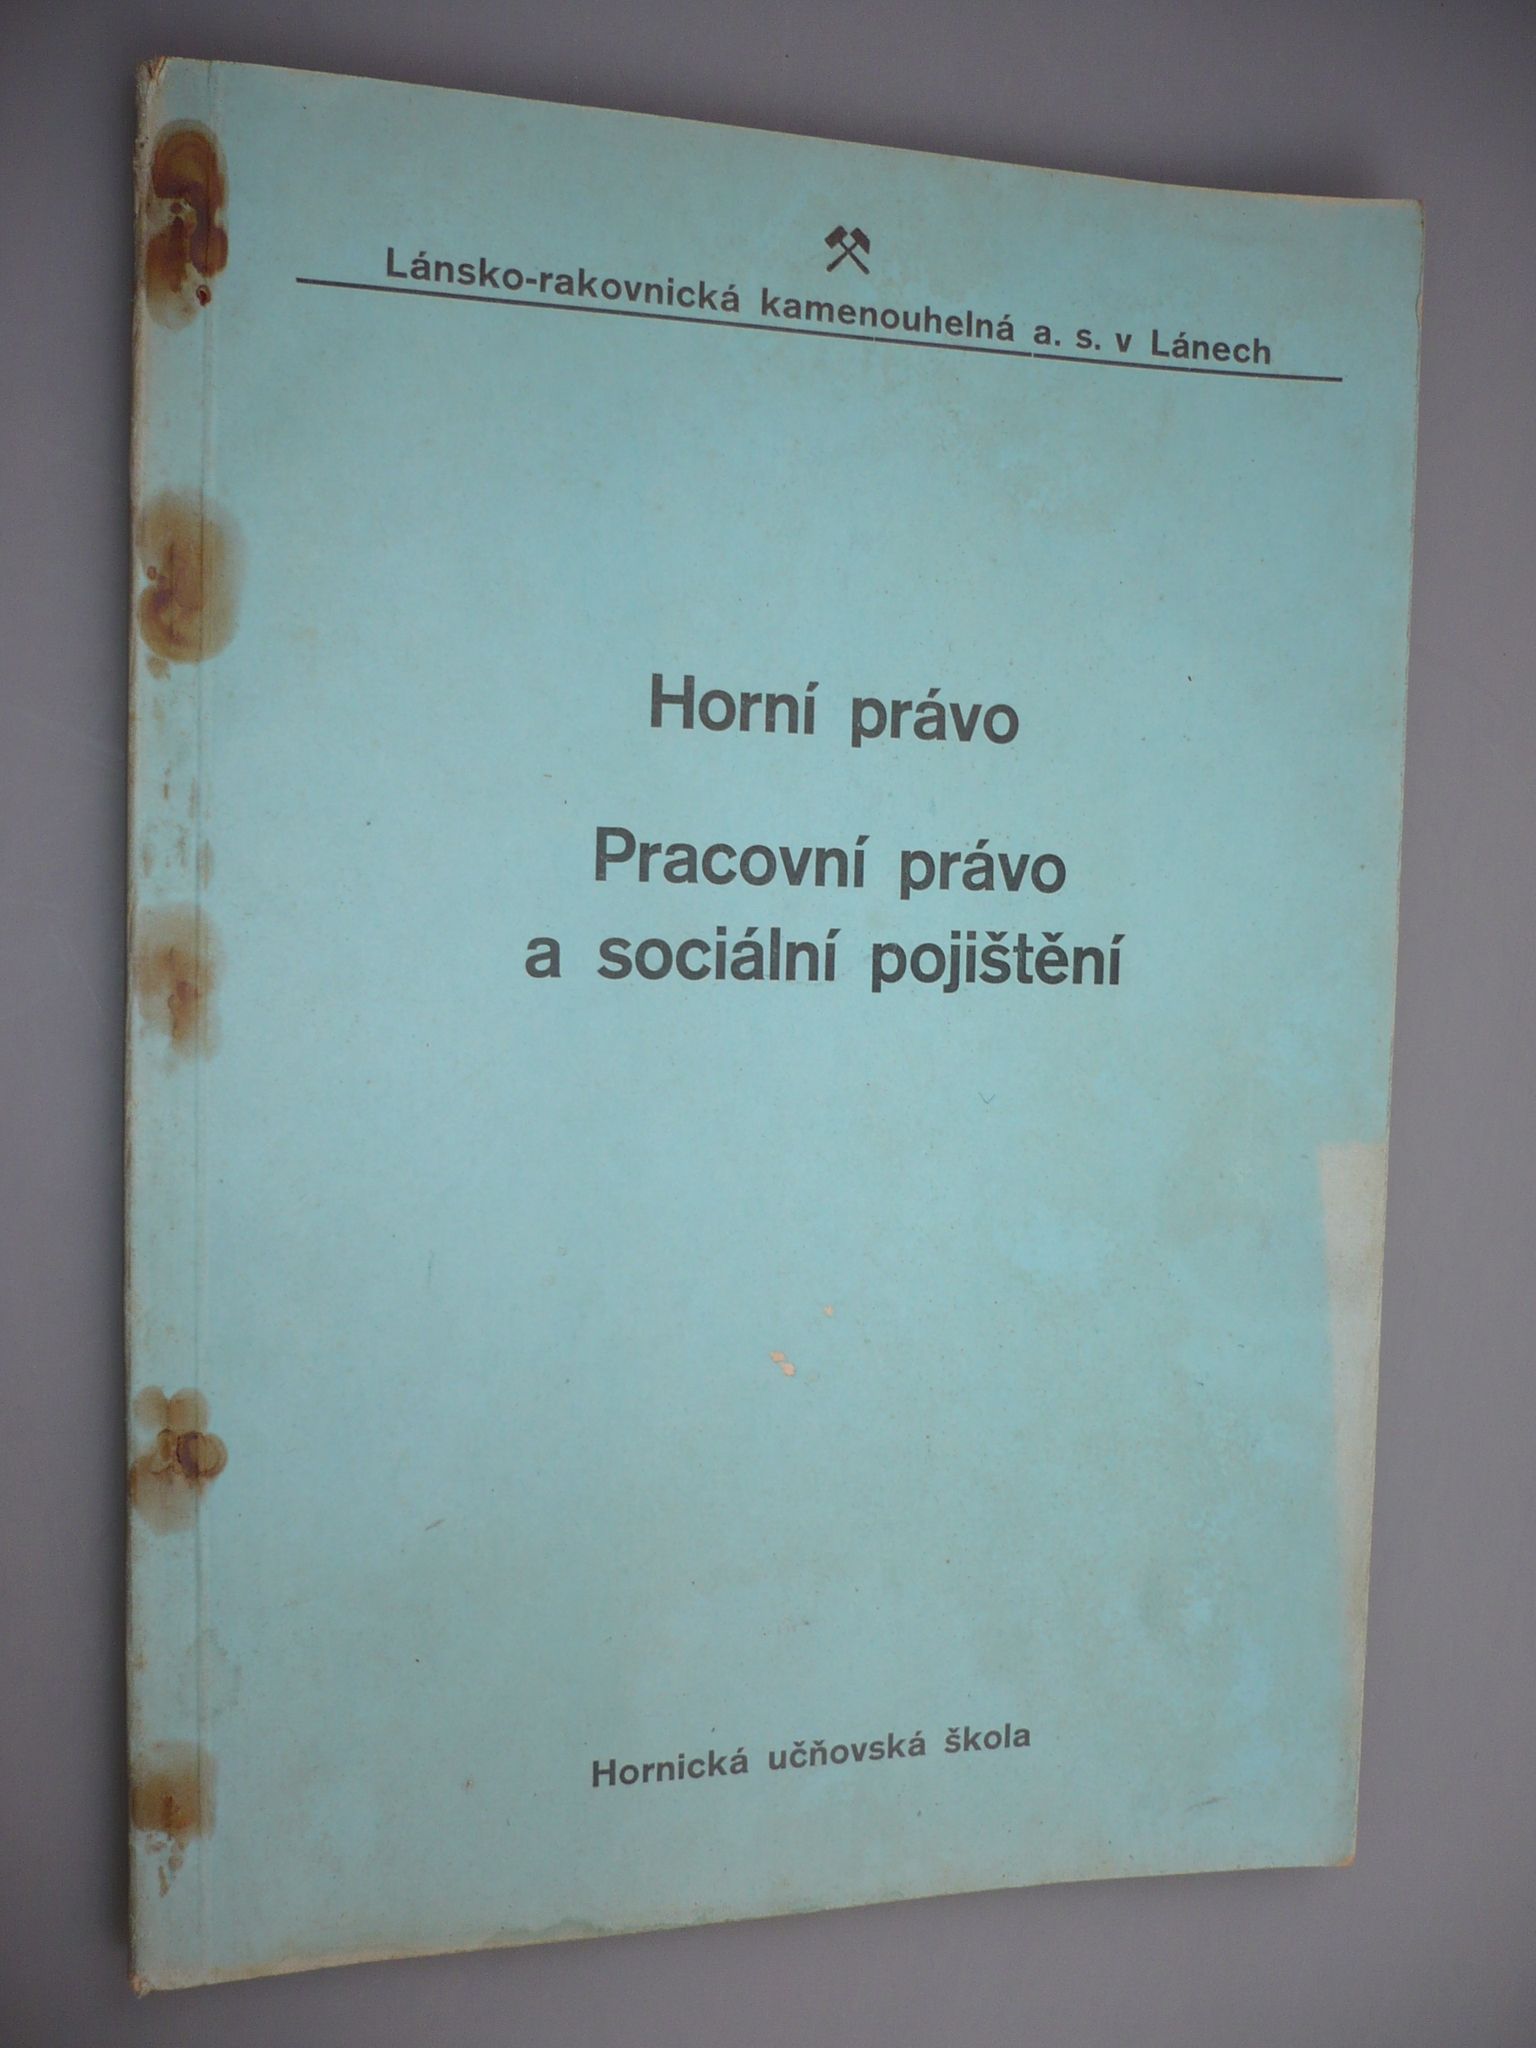 Lánsko-rakovnická kamenouhelná a. s. v Lánech
Horní právo
Pracovní právo
a sociální pojištění
Hornická učňovská škola